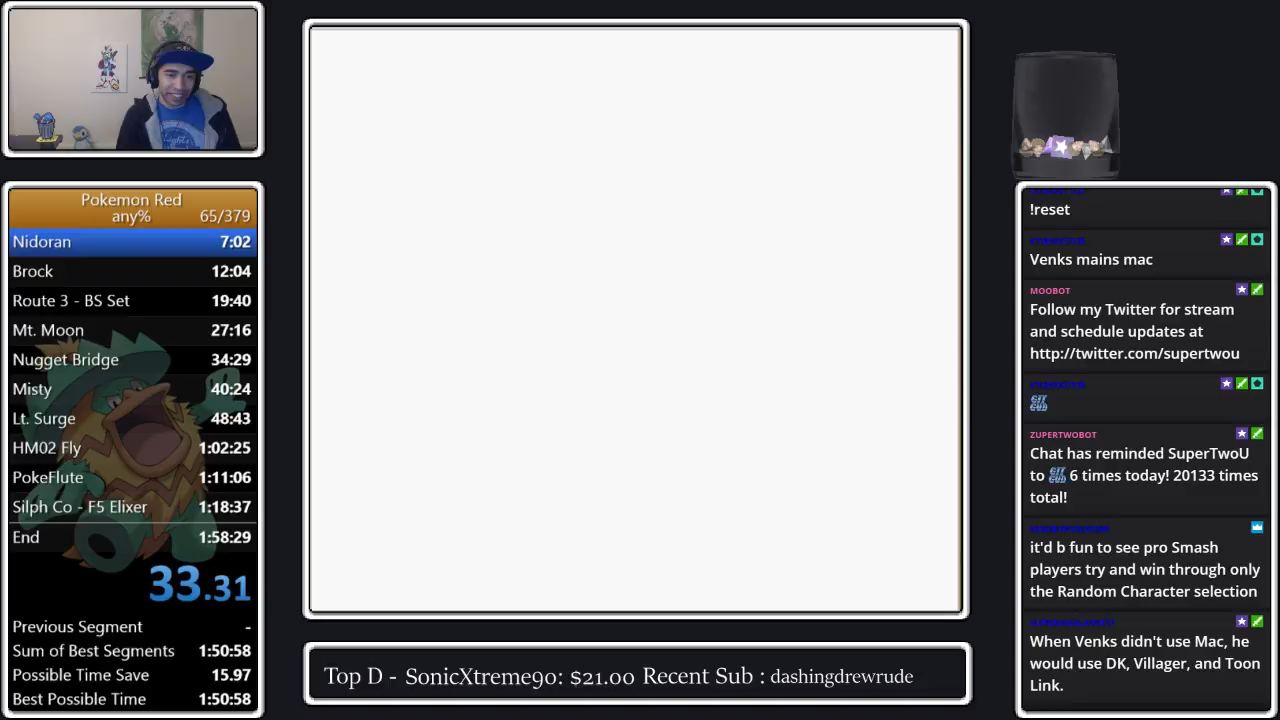 Pokemon Red
any% 65/379
Nidoran 7:02
Brock 12:04
Route 3 - BS Set 19:40
Mt. Moon 27:16
Nugget Bridge 34:29
Misty 40:24
Lt. Surge 48:43
HM02 Fly 1:02:25
PokeFlute 1:11:06
Silph Co - F5 Elixer 1:18:37
End 1:58:29
33.31
Previous Segment -
Sum of Best Segments 1:50:58
Possible Time Save 15.97
Best Possible Time 1:50:58
Top D - SonicXtreme90: $21.00 Recent Sub : dashingdrewrude
!reset
Venks mains mac
MOOBOT
Follow my Twitter for stream
and schedule updates at
http://twitter.com/supertwou
ZUPERTWOBOT
Chat has reminded SuperTwoU
to GIT GUD 6 times today! 20133 times
total!
it'd b fun to see pro Smash
players try and win through only
the Random Character selection
When Venks didn't use Mac, he
would use DK, Villager, and Toon
Link.